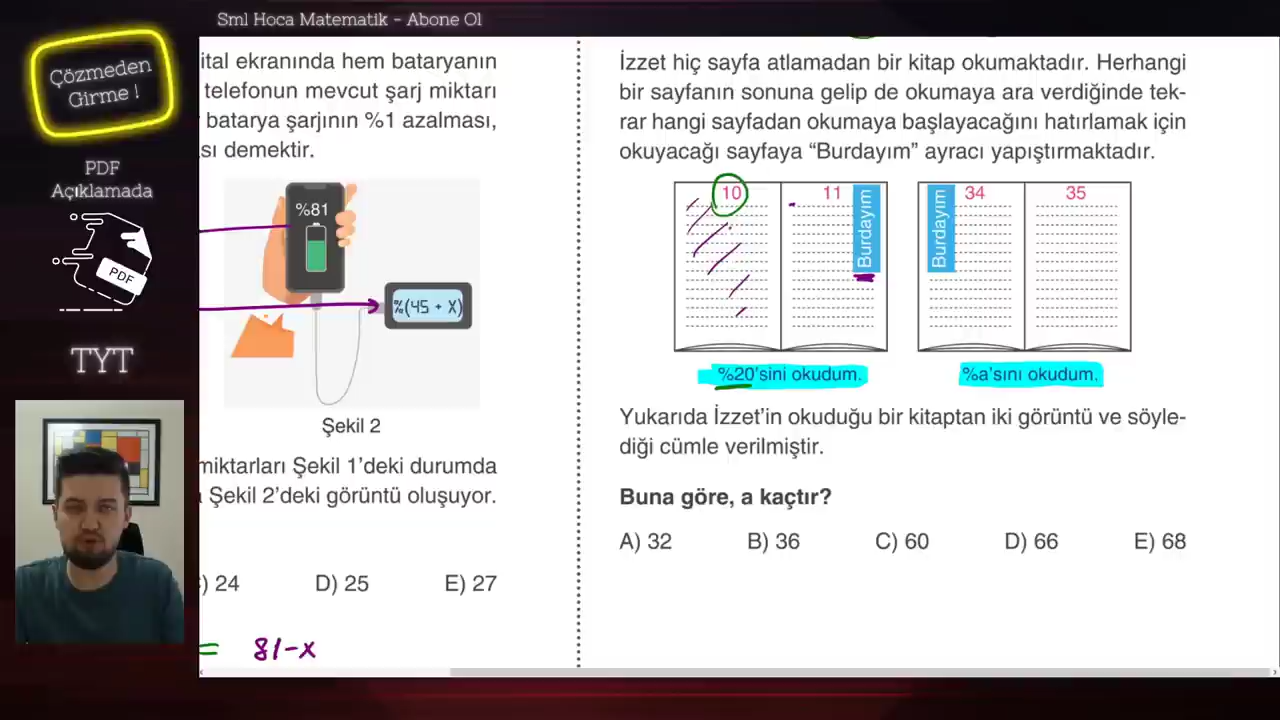 Sml Hoca Matematik - Abone Ol
Çözmeden
Girme !
PDF
Açıklamada
PDF
TYT
ital ekranında hem bataryanın
telefonun mevcut şarj miktarı
batarya şarjının %1 azalması,
sı demektir.
%81
%(45 + X)
Şekil 2
miktarları Şekil 1'deki durumda
Şekil 2'deki görüntü oluşuyor.
) 24 D) 25 E) 27
= 81-x
İzzet hiç sayfa atlamadan bir kitap okumaktadır. Herhangi
bir sayfanın sonuna gelip de okumaya ara verdiğinde tek-
rar hangi sayfadan okumaya başlayacağını hatırlamak için
okuyacağı sayfaya “Burdayım” ayracı yapıştırmaktadır.
10 11 Burdayım
Burdayım 34 35
%20'sini okudum. %a'sını okudum.
Yukarıda İzzet'in okuduğu bir kitaptan iki görüntü ve söyle-
diği cümle verilmiştir.
Buna göre, a kaçtır?
A) 32 B) 36 C) 60 D) 66 E) 68